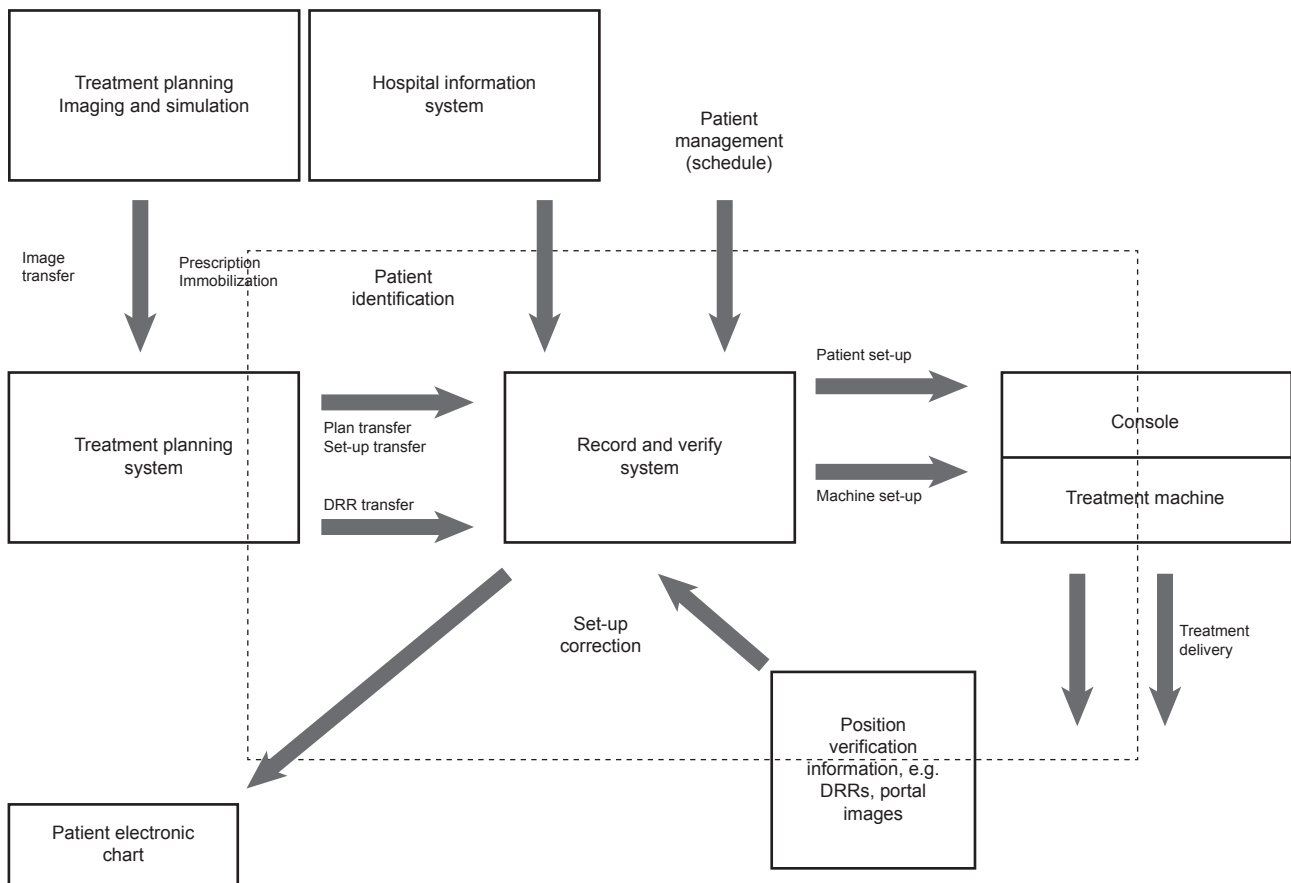 Treatment planning
Imaging and simulation
Hospital information
system
Patient
management
(schedule)
Image
transfer
Prescription
Immobilization
Patient
identification
Treatment planning
system
Plan transfer
Set-up transfer
DRR transfer
Record and verify
system
Patient set-up
Machine set-up
Console
Treatment machine
Set-up
correction
Treatment
delivery
Position
verification
information, e.g.
DRRs, portal
images
Patient electronic
chart